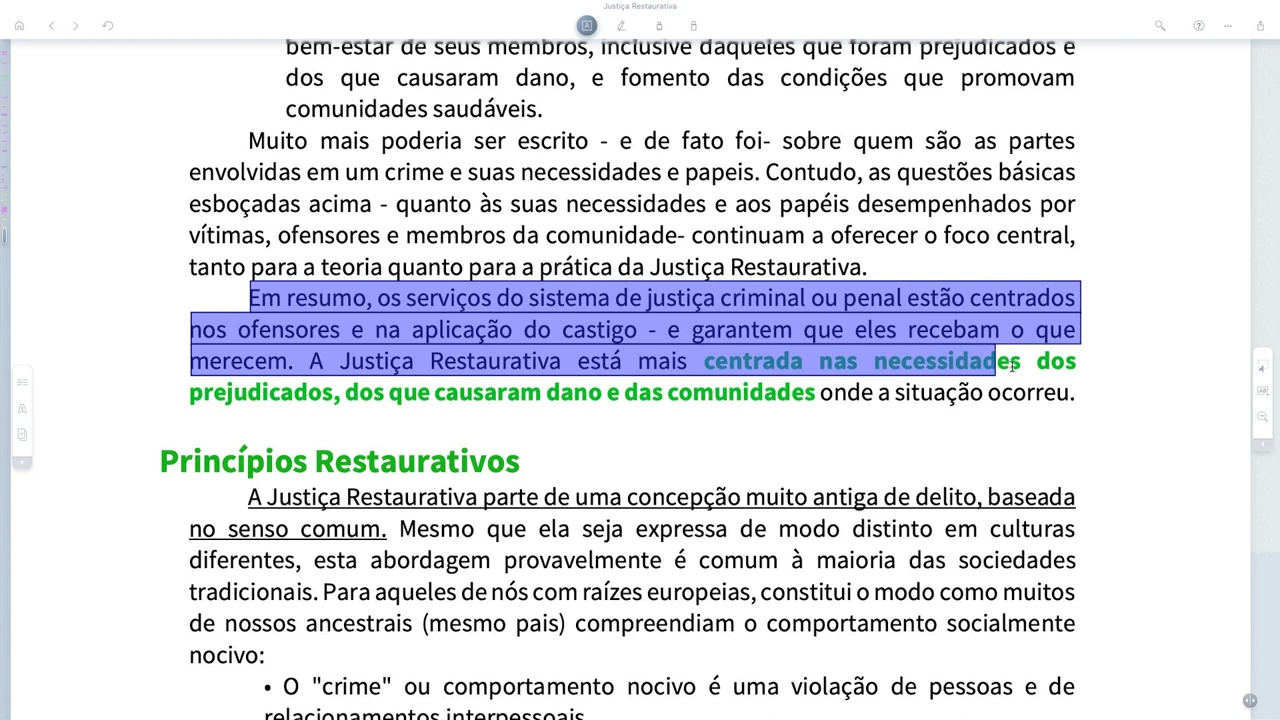 Justiça Restaurativa
bem-estar de seus membros, inclusive daqueles que foram prejudicados e
dos que causaram dano, e fomento das condições que promovam
comunidades saudáveis.
Muito mais poderia ser escrito - e de fato foi- sobre quem são as partes
envolvidas em um crime e suas necessidades e papeis. Contudo, as questões básicas
esboçadas acima - quanto às suas necessidades e aos papéis desempenhados por
vítimas, ofensores e membros da comunidade- continuam a oferecer o foco central,
tanto para a teoria quanto para a prática da Justiça Restaurativa.
Em resumo, os serviços do sistema de justiça criminal ou penal estão centrados
nos ofensores e na aplicação do castigo - e garantem que eles recebam o que
merecem. A Justiça Restaurativa está mais centrada nas necessidades dos
prejudicados, dos que causaram dano e das comunidades onde a situação ocorreu.
Princípios Restaurativos
A Justiça Restaurativa parte de uma concepção muito antiga de delito, baseada
no senso comum. Mesmo que ela seja expressa de modo distinto em culturas
diferentes, esta abordagem provavelmente é comum à maioria das sociedades
tradicionais. Para aqueles de nós com raízes europeias, constitui o modo como muitos
de nossos ancestrais (mesmo pais) compreendiam o comportamento socialmente
nocivo:
• O "crime" ou comportamento nocivo é uma violação de pessoas e de
relacionamentos interpessoais